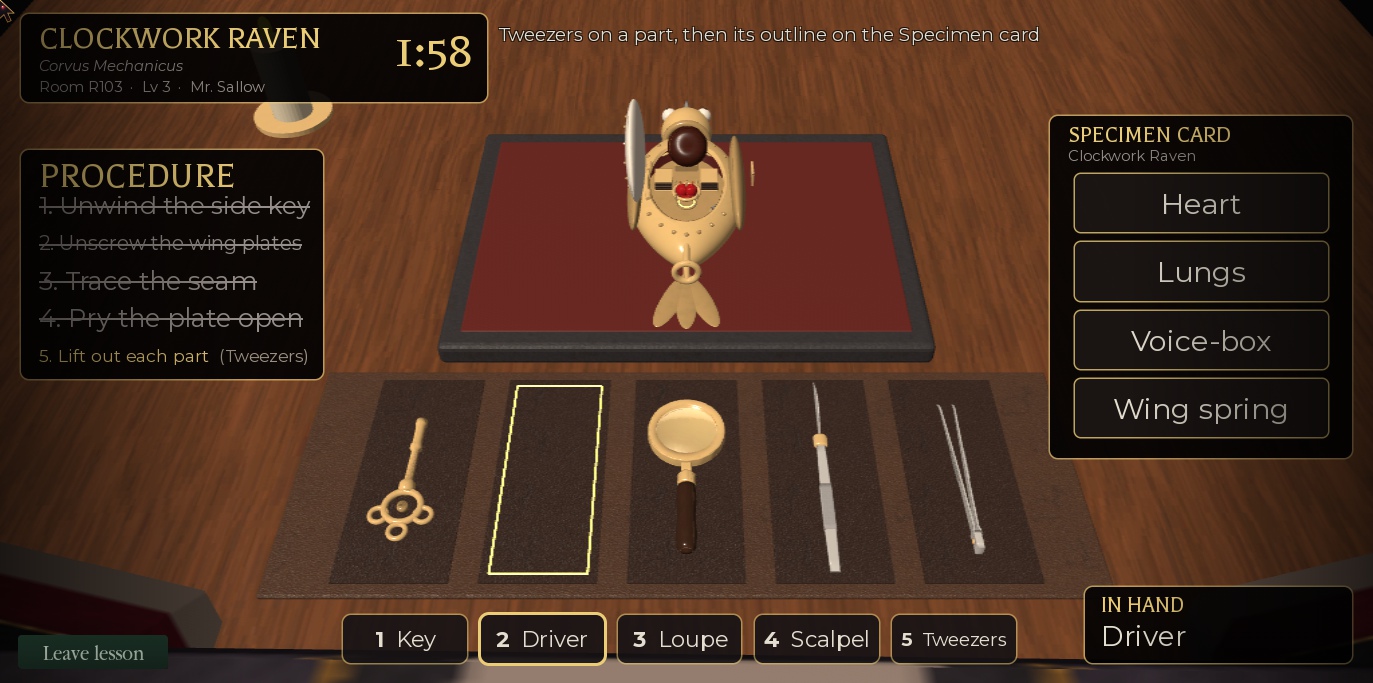 CLOCKWORK RAVEN
Corvus Mechanicus
Room R103 · Lv 3 · Mr. Sallow
1:58
Tweezers on a part, then its outline on the Specimen card
PROCEDURE
1. Unwind the side key
2. Unscrew the wing plates
3. Trace the seam
4. Pry the plate open
5. Lift out each part (Tweezers)
SPECIMEN CARD
Clockwork Raven
Heart
Lungs
Voice-box
Wing spring
1 Key
2 Driver
3 Loupe
4 Scalpel
5 Tweezers
IN HAND
Driver
Leave lesson